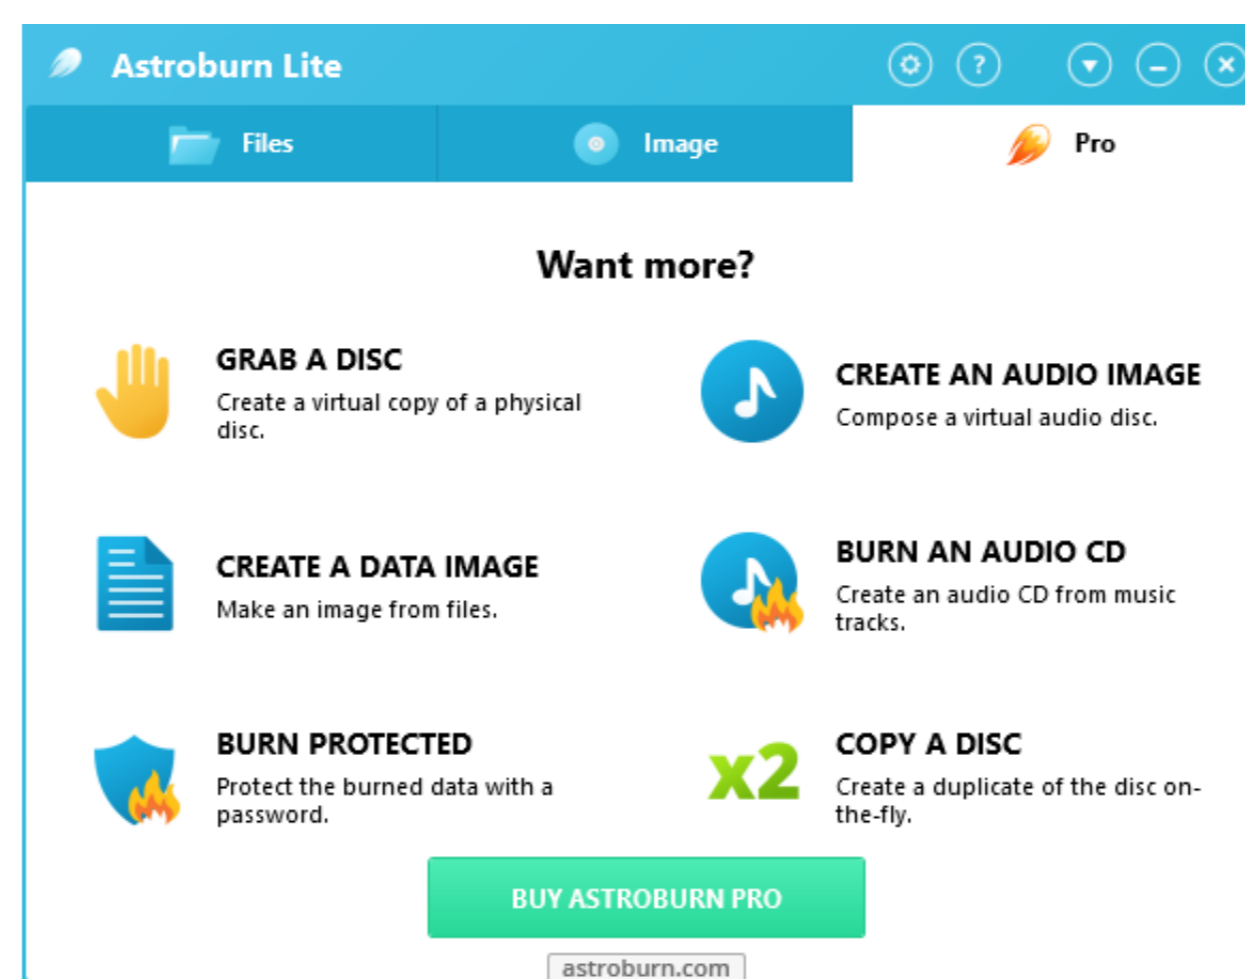 Astroburn Lite
?
Files
Image
Pro
Want more?
GRAB A DISC
Create a virtual copy of a physical
disc.
CREATE AN AUDIO IMAGE
Compose a virtual audio disc.
CREATE A DATA IMAGE
Make an image from files.
BURN AN AUDIO CD
Create an audio CD from music
tracks.
BURN PROTECTED
Protect the burned data with a
password.
x2
COPY A DISC
Create a duplicate of the disc on-
the-fly.
BUY ASTROBURN PRO
astroburn.com